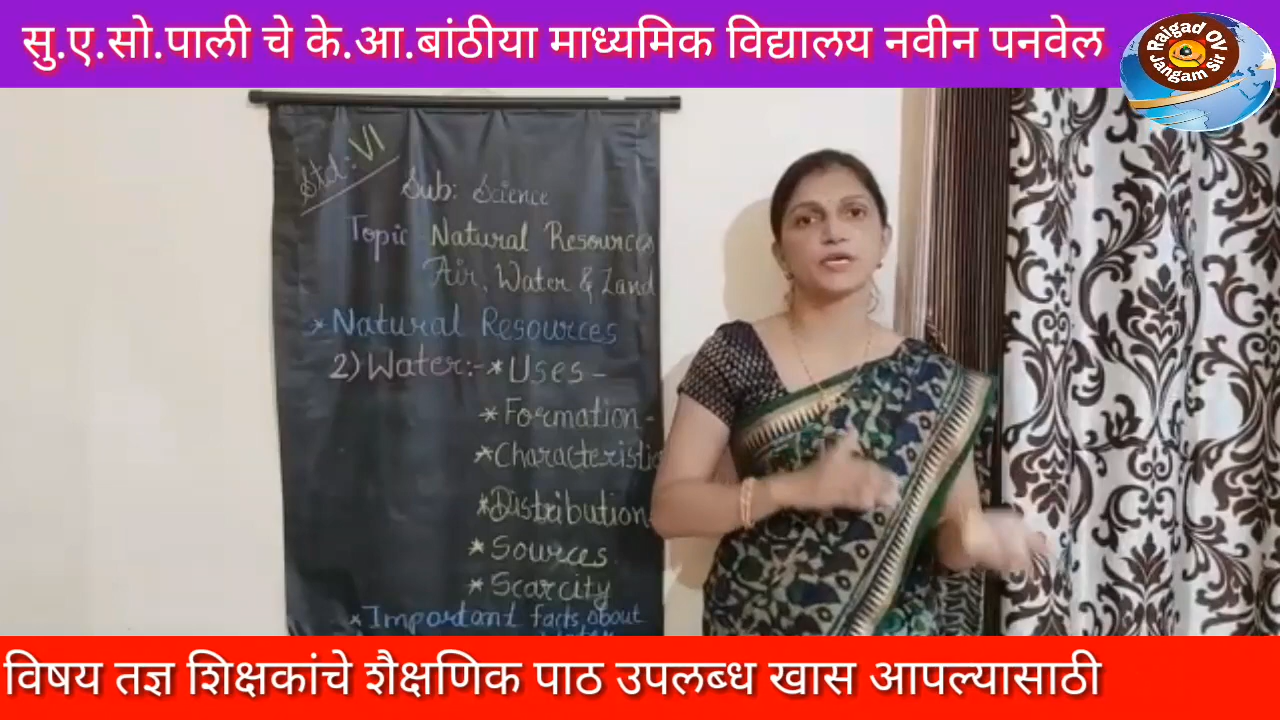 सु.ए.सो.पाली चे के.आ.बांठीया माध्यमिक विद्यालय नवीन पनवेल
Raigad OV
Jangam Sir
Std: VI
Sub: Science
Topic - Natural Resources
Air, Water & Land
* Natural Resources
2) Water:- * Uses -
* Formation -
* Characteristic
* Distribution -
* Sources
* Scarcity
* Important facts about
Water
विषय तज्ञ शिक्षकांचे शैक्षणिक पाठ उपलब्ध खास आपल्यासाठी